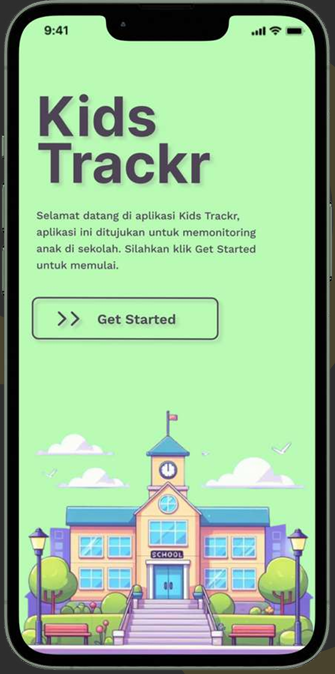 9:41
Kids
Trackr
Selamat datang di aplikasi Kids Trackr,
aplikasi ini ditujukan untuk memonitoring
anak di sekolah. Silahkan klik Get Started
untuk memulai.
Get Started
SCHOOL